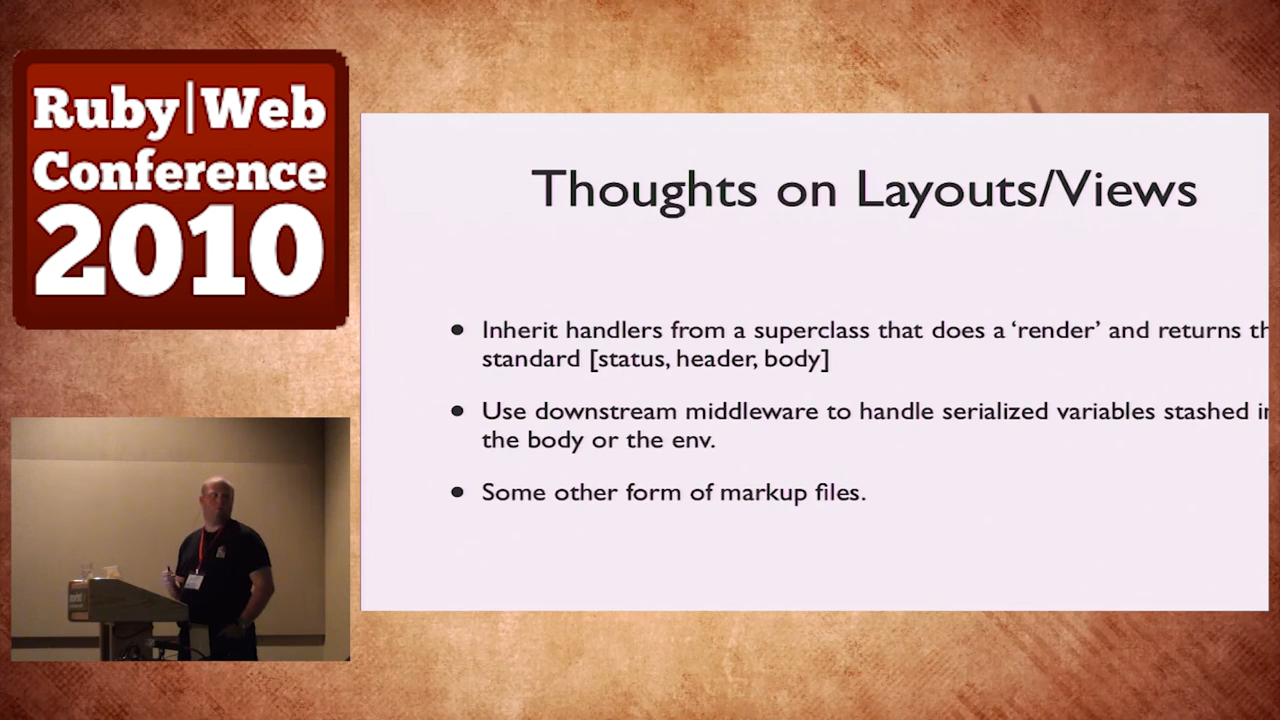 Ruby|Web
Conference
2010
Thoughts on Layouts/Views
• Inherit handlers from a superclass that does a ‘render’ and returns th
standard [status, header, body]
• Use downstream middleware to handle serialized variables stashed in
the body or the env.
• Some other form of markup files.